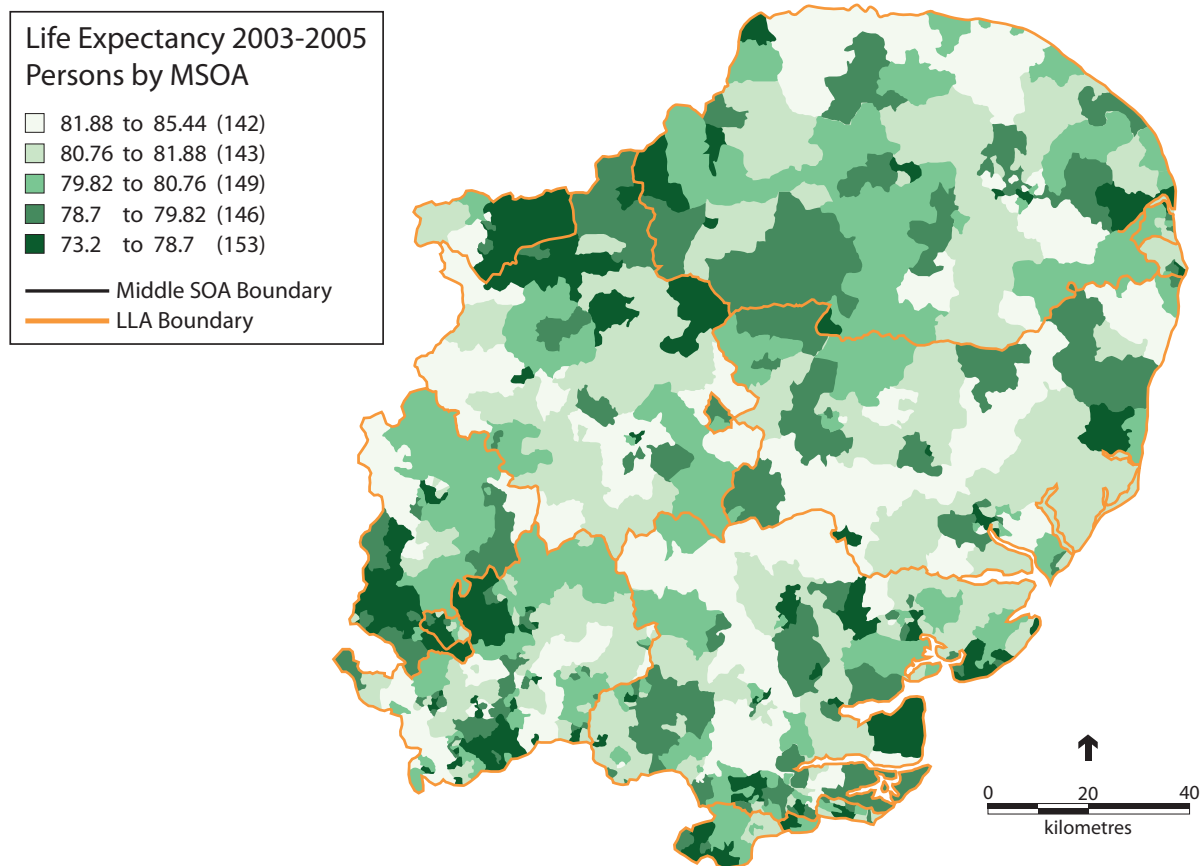 Life Expectancy 2003-2005
Persons by MSOA
81.88 to 85.44 (142)
80.76 to 81.88 (143)
79.82 to 80.76 (149)
78.7 to 79.82 (146)
73.2 to 78.7 (153)
Middle SOA Boundary
LLA Boundary
0 20 40
kilometres